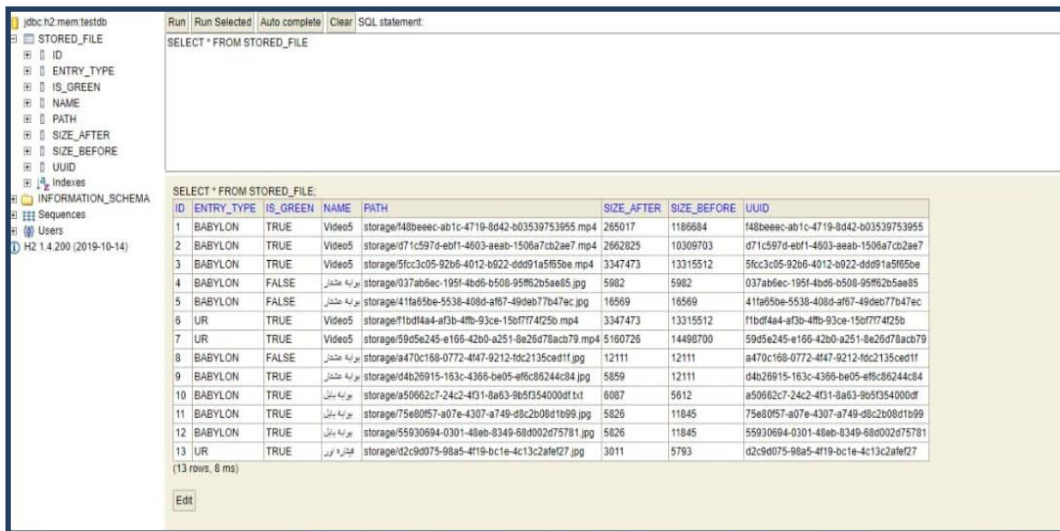 jdbc:h2:mem:testdb
STORED_FILE
ID
ENTRY_TYPE
IS_GREEN
NAME
PATH
SIZE_AFTER
SIZE_BEFORE
UUID
Indexes
INFORMATION_SCHEMA
Sequences
Users
H2 1.4.200 (2019-10-14)
Run Run Selected Auto complete Clear SQL statement:
SELECT * FROM STORED_FILE
SELECT * FROM STORED_FILE;
ID ENTRY_TYPE IS_GREEN NAME PATH SIZE_AFTER SIZE_BEFORE UUID
1 BABYLON TRUE Video5 storage/f48beeec-ab1c-4719-8d42-b03539753955.mp4 265017 1186684 f48beeec-ab1c-4719-8d42-b03539753955
2 BABYLON TRUE Video5 storage/d71c597d-ebf1-4603-aeab-1506a7cb2ae7.mp4 2662825 10309703 d71c597d-ebf1-4603-aeab-1506a7cb2ae7
3 BABYLON TRUE Video5 storage/5fcc3c05-92b6-4012-b922-ddd91a5f65be.mp4 3347473 13315512 5fcc3c05-92b6-4012-b922-ddd91a5f65be
4 BABYLON FALSE بوابة عشتار storage/037ab6ec-195f-4bd6-b508-95ff62b5ae85.jpg 5982 5982 037ab6ec-195f-4bd6-b508-95ff62b5ae85
5 BABYLON FALSE بوابة عشتار storage/41fa65be-5538-408d-af67-49deb77b47ec.jpg 16569 16569 41fa65be-5538-408d-af67-49deb77b47ec
6 UR TRUE Video5 storage/f1bdf4a4-af3b-4ffb-93ce-15bf7f74f25b.mp4 3347473 13315512 f1bdf4a4-af3b-4ffb-93ce-15bf7f74f25b
7 UR TRUE Video5 storage/59d5e245-e166-42b0-a251-8e26d78acb79.mp4 5160726 14498700 59d5e245-e166-42b0-a251-8e26d78acb79
8 BABYLON FALSE بوابة عشتار storage/a470c168-0772-4f47-9212-fdc2135ced1f.jpg 12111 12111 a470c168-0772-4f47-9212-fdc2135ced1f
9 BABYLON TRUE بوابة عشتار storage/d4b26915-163c-4366-be05-ef6c86244c84.jpg 5859 12111 d4b26915-163c-4366-be05-ef6c86244c84
10 BABYLON TRUE بوابة بابل storage/a50662c7-24c2-4f31-8a63-9b5f354000df.txt 6087 5612 a50662c7-24c2-4f31-8a63-9b5f354000df
11 BABYLON TRUE بوابة بابل storage/75e80f57-a07e-4307-a749-d8c2b08d1b99.jpg 5826 11845 75e80f57-a07e-4307-a749-d8c2b08d1b99
12 BABYLON TRUE بوابة بابل storage/55930694-0301-48eb-8349-68d002d75781.jpg 5826 11845 55930694-0301-48eb-8349-68d002d75781
13 UR TRUE قيثارة اور storage/d2c9d075-98a5-4f19-bc1e-4c13c2afef27.jpg 3011 5793 d2c9d075-98a5-4f19-bc1e-4c13c2afef27
(13 rows, 8 ms)
Edit